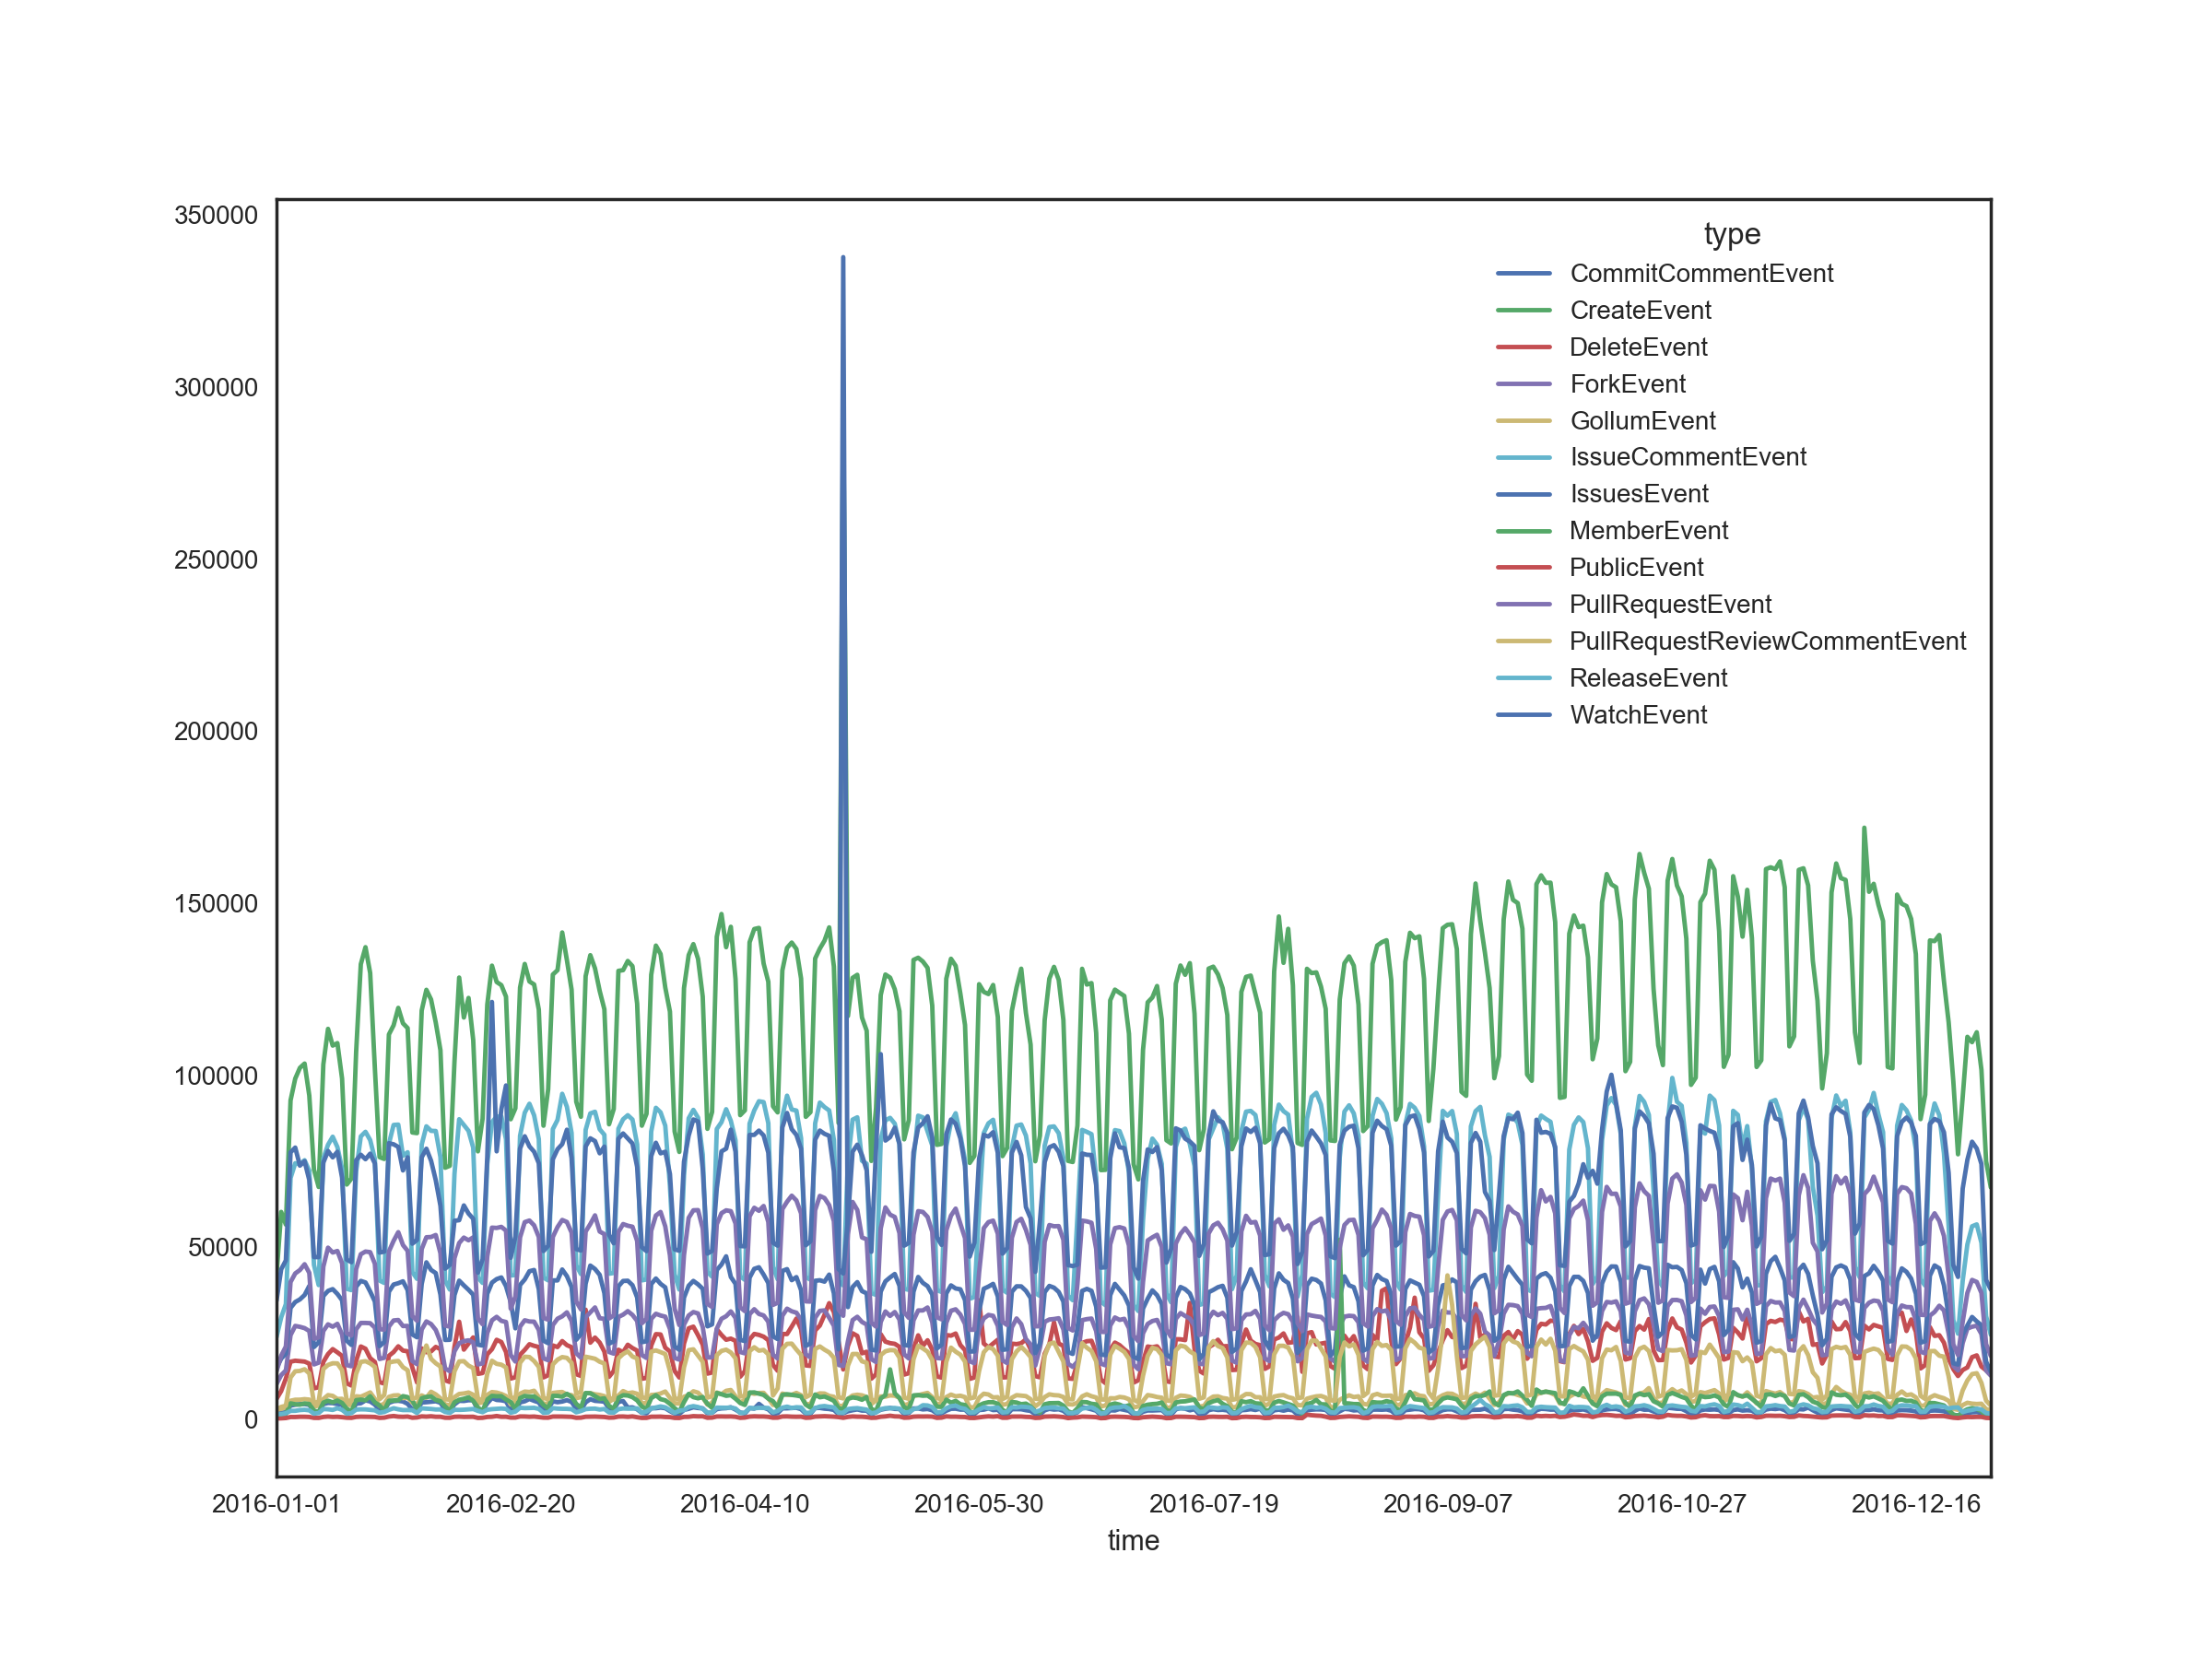 350000
300000
250000
200000
150000
100000
50000
0
type
CommitCommentEvent
CreateEvent
DeleteEvent
ForkEvent
GollumEvent
IssueCommentEvent
IssuesEvent
MemberEvent
PublicEvent
PullRequestEvent
PullRequestReviewCommentEvent
ReleaseEvent
WatchEvent
2016-01-01 2016-02-20 2016-04-10 2016-05-30 2016-07-19 2016-09-07 2016-10-27 2016-12-16
time